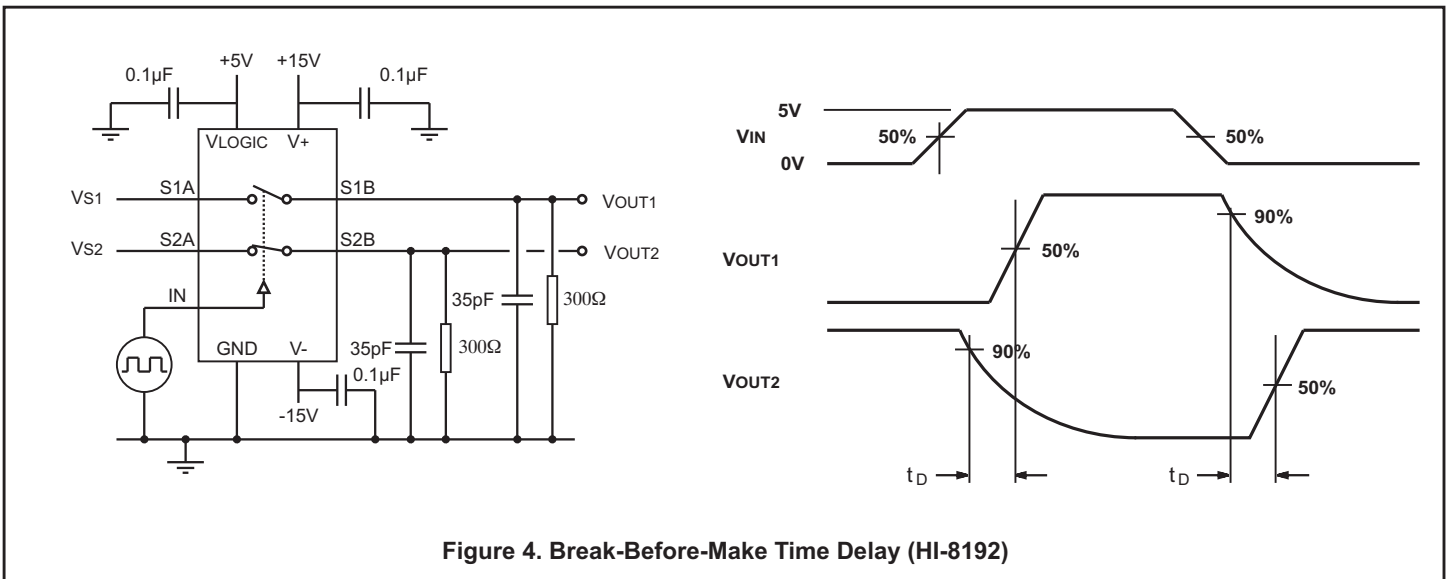 +5V
+15V
0.1µF
0.1µF
VLOGIC V+
VS1
S1A
S1B
VOUT1
VS2
S2A
S2B
VOUT2
IN
35pF
300Ω
GND
V-
35pF
300Ω
0.1µF
-15V
5V
VIN
50%
50%
0V
90%
VOUT1
50%
90%
VOUT2
50%
tD
tD
Figure 4. Break-Before-Make Time Delay (HI-8192)